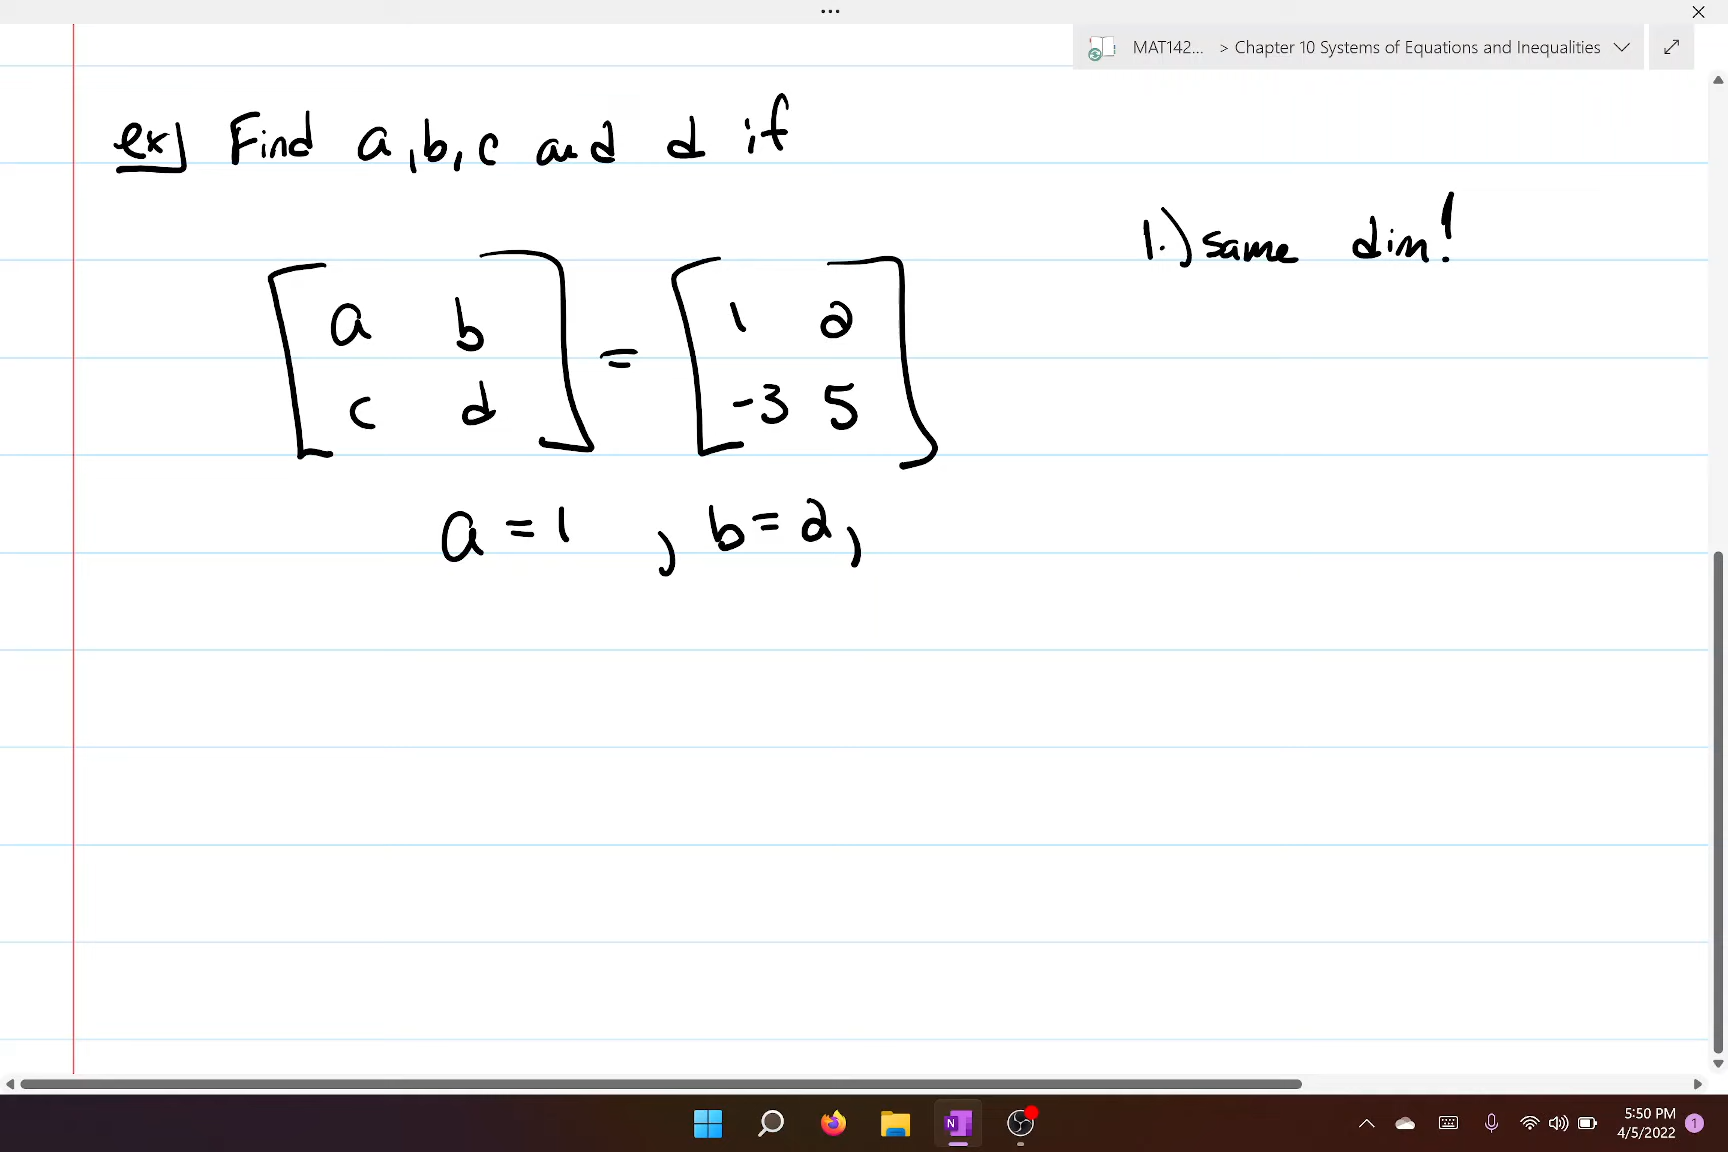 ...
MAT142... > Chapter 10 Systems of Equations and Inequalities
ex] Find a, b, c and d if
1.) same dim!
[ a b ] = [ 1 2 ]
[ c d ] [ -3 5 ]
a = 1 , b = 2,
N
5:50 PM
4/5/2022
1